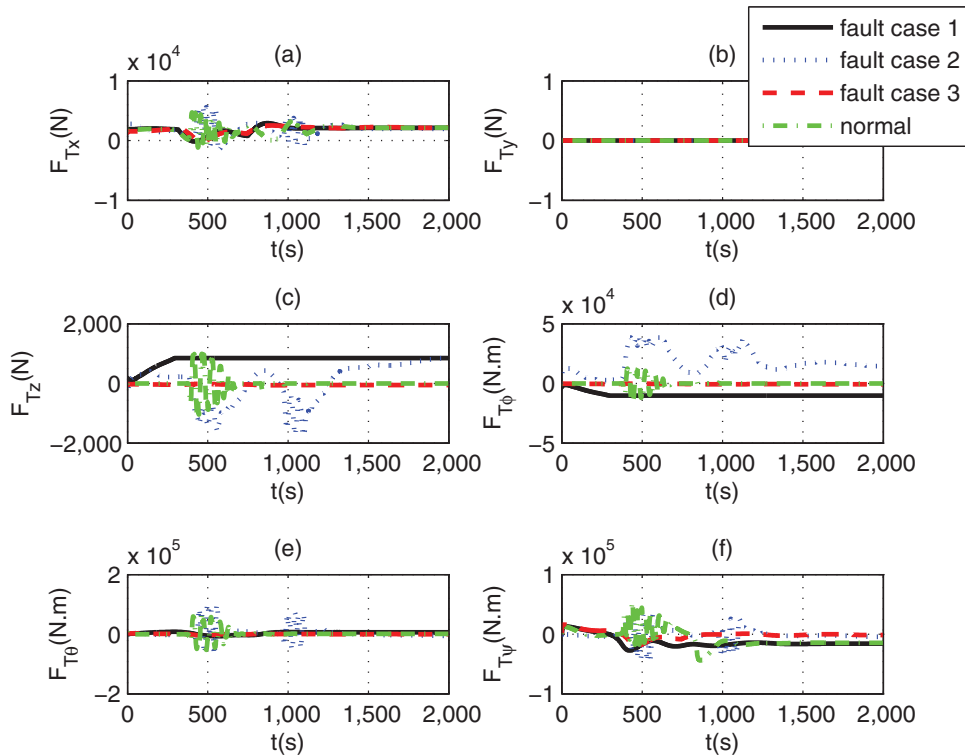 fault case 1
fault case 2
fault case 3
normal
(a)
x 10^4
1
0
−1
F_Tx(N)
0 500 1,000 1,500 2,000
t(s)
(b)
1
0
−1
F_Ty(N)
0 500 1,000 1,500 2,000
t(s)
(c)
2,000
0
−2,000
F_Tz(N)
0 500 1,000 1,500 2,000
t(s)
(d)
x 10^4
5
0
−5
F_Tϕ(N.m)
0 500 1,000 1,500 2,000
t(s)
(e)
x 10^5
2
0
−2
F_Tθ(N.m)
0 500 1,000 1,500 2,000
t(s)
(f)
x 10^5
1
0
−1
F_Tψ(N.m)
0 500 1,000 1,500 2,000
t(s)